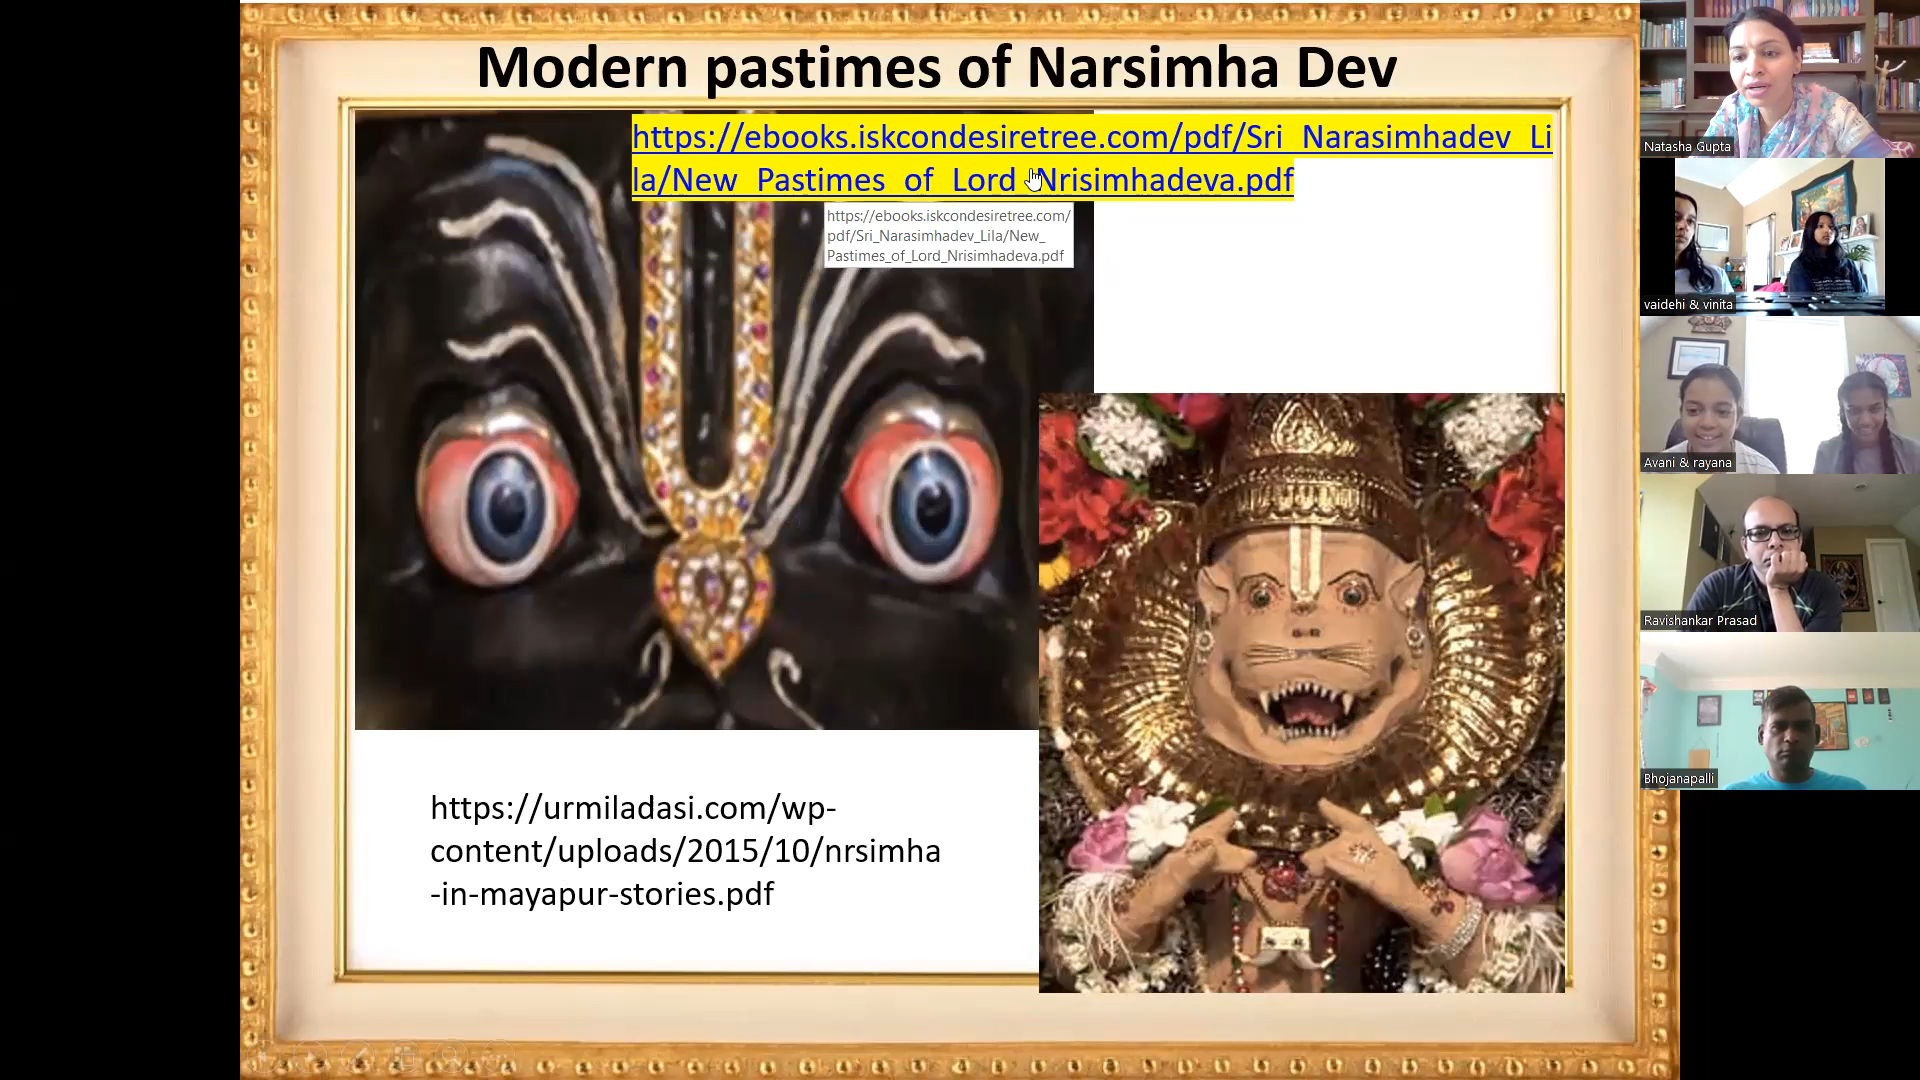 Modern pastimes of Narsimha Dev
https://ebooks.iskcondesiretree.com/pdf/Sri_Narasimhadev_Li
la/New_Pastimes_of_Lord_Nrisimhadeva.pdf
https://ebooks.iskcondesiretree.com/
pdf/Sri_Narasimhadev_Lila/New_
Pastimes_of_Lord_Nrisimhadeva.pdf
https://urmiladasi.com/wp-
content/uploads/2015/10/nrsimha
-in-mayapur-stories.pdf
Natasha Gupta
vaidehi & vinita
Avani & rayana
Ravishankar Prasad
Bhojanapalli